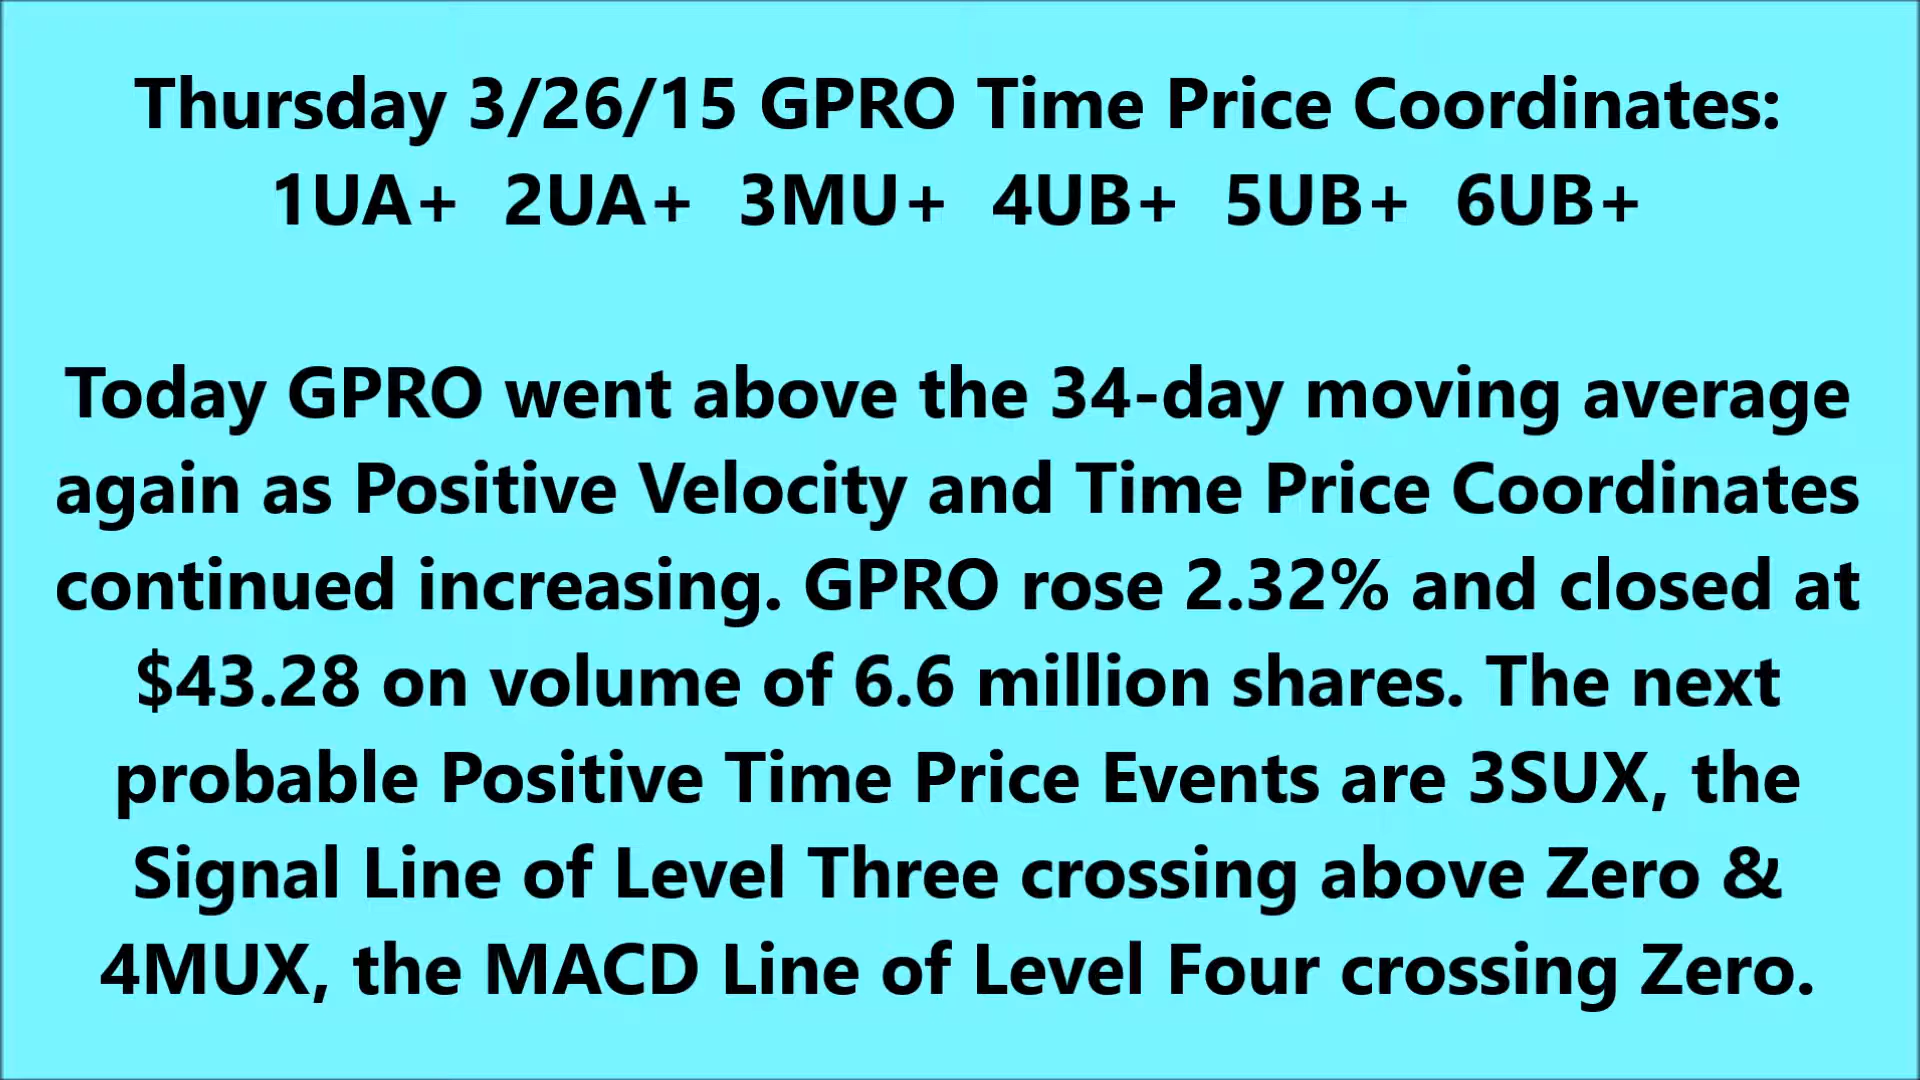 Thursday 3/26/15 GPRO Time Price Coordinates:
1UA+ 2UA+ 3MU+ 4UB+ 5UB+ 6UB+
Today GPRO went above the 34-day moving average
again as Positive Velocity and Time Price Coordinates
continued increasing. GPRO rose 2.32% and closed at
$43.28 on volume of 6.6 million shares. The next
probable Positive Time Price Events are 3SUX, the
Signal Line of Level Three crossing above Zero &
4MUX, the MACD Line of Level Four crossing Zero.